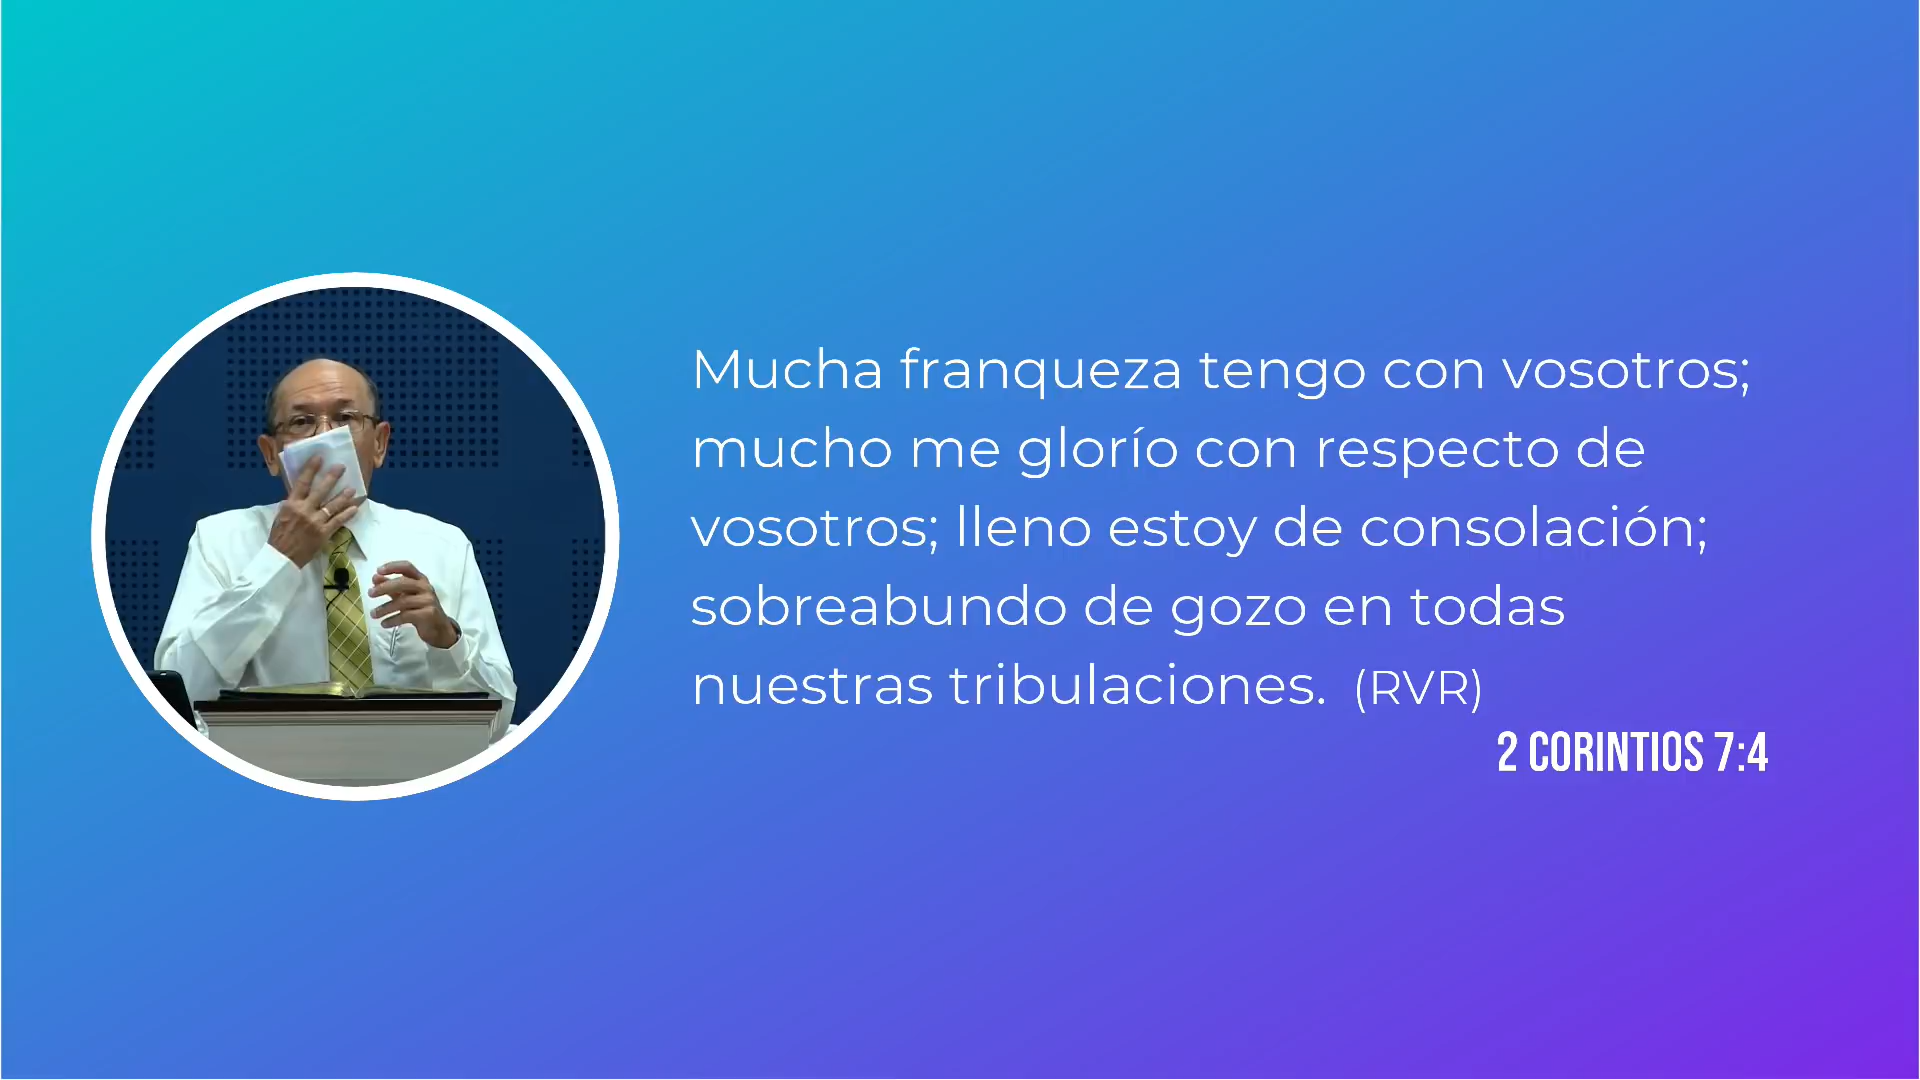 Mucha franqueza tengo con vosotros;
mucho me glorío con respecto de
vosotros; lleno estoy de consolación;
sobreabundo de gozo en todas
nuestras tribulaciones. (RVR)
2 CORINTIOS 7:4